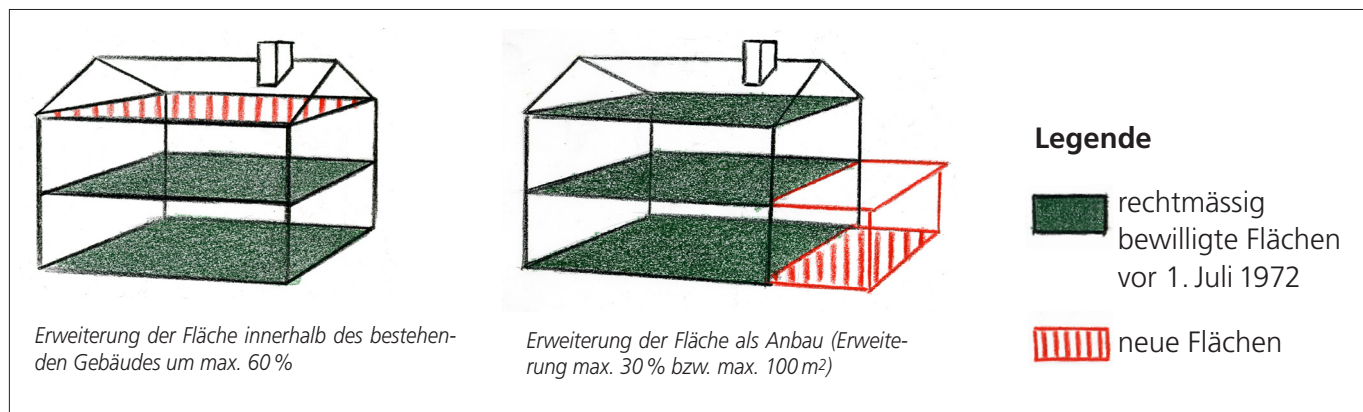 Erweiterung der Fläche innerhalb des bestehen-
den Gebäudes um max. 60 %
Erweiterung der Fläche als Anbau (Erweite-
rung max. 30 % bzw. max. 100 m²)
Legende
rechtmässig
bewilligte Flächen
vor 1. Juli 1972
neue Flächen